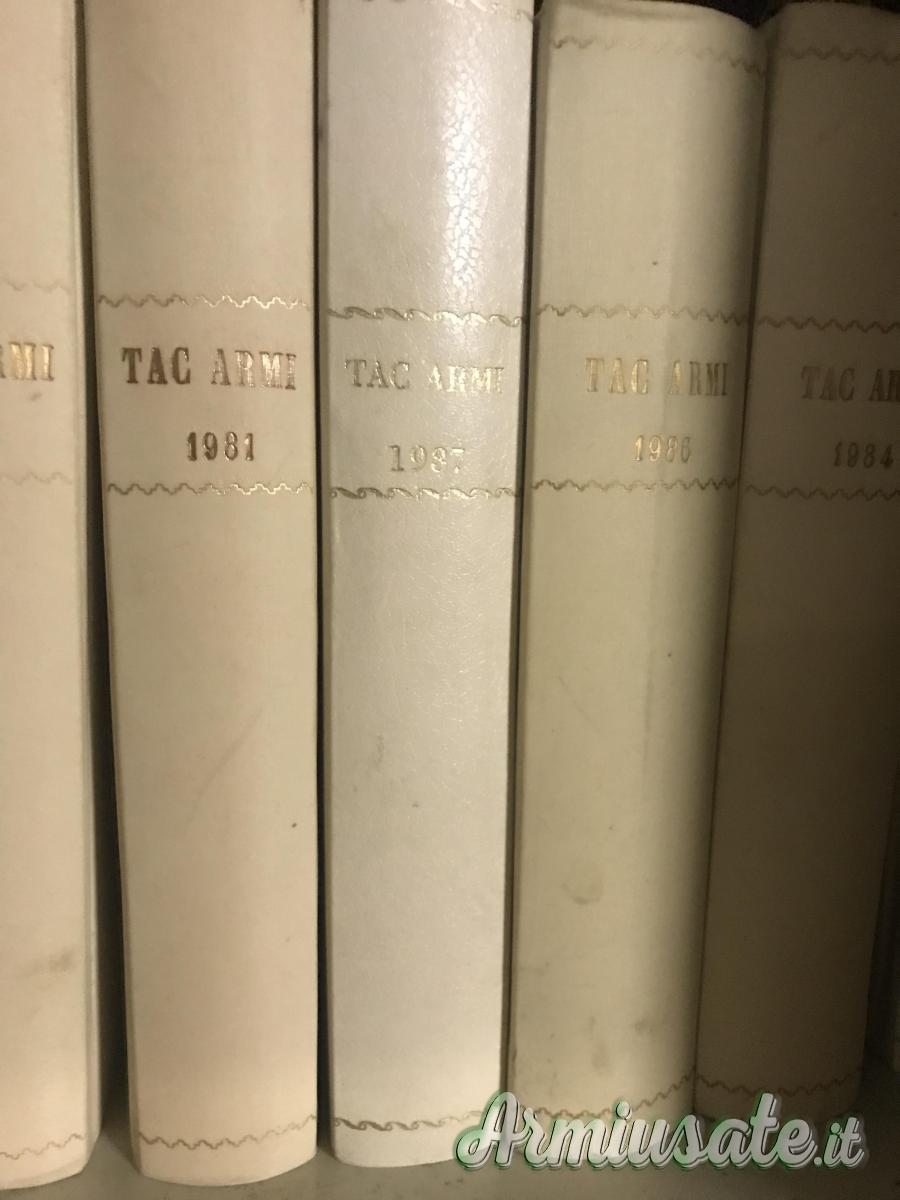 RMI
TAC ARMI
1981
TAC ARMI
1987
TAC ARMI
1986
TAC AR
1984
Armiusate.it